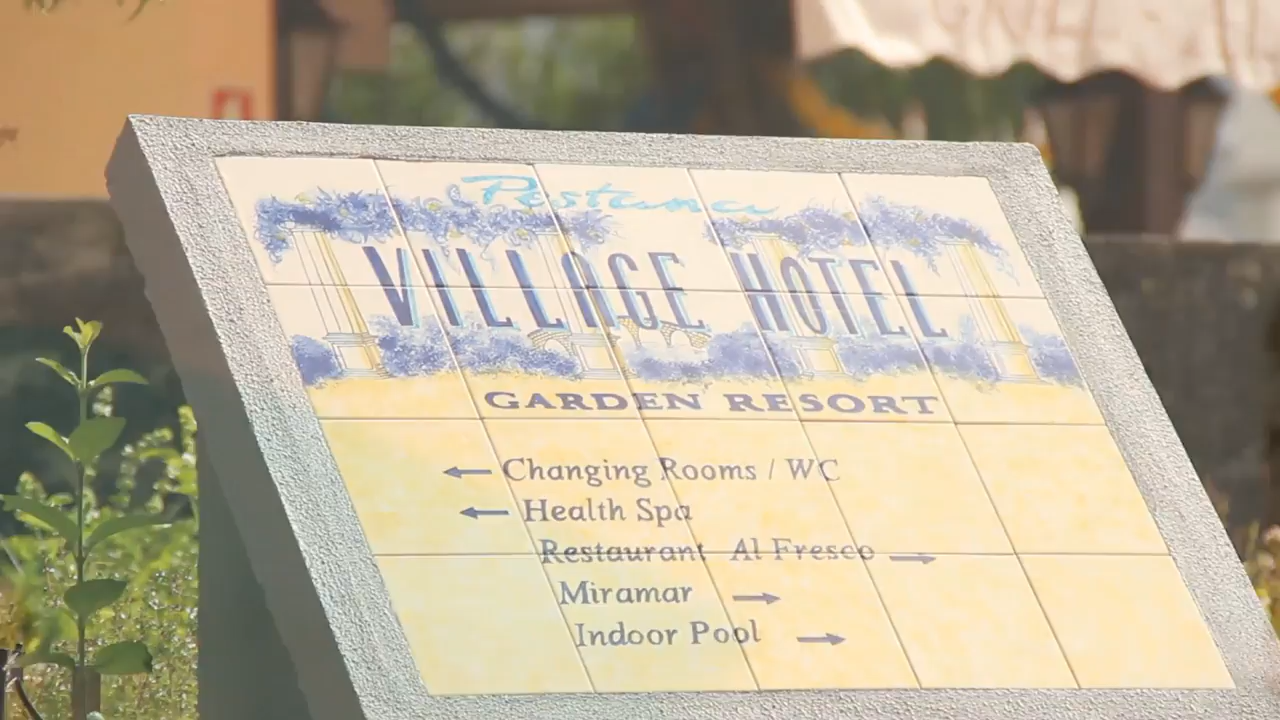 Pestana
VILLAGE HOTEL
GARDEN RESORT
← Changing Rooms / WC
← Health Spa
Restaurant Al Fresco →
Miramar →
Indoor Pool →